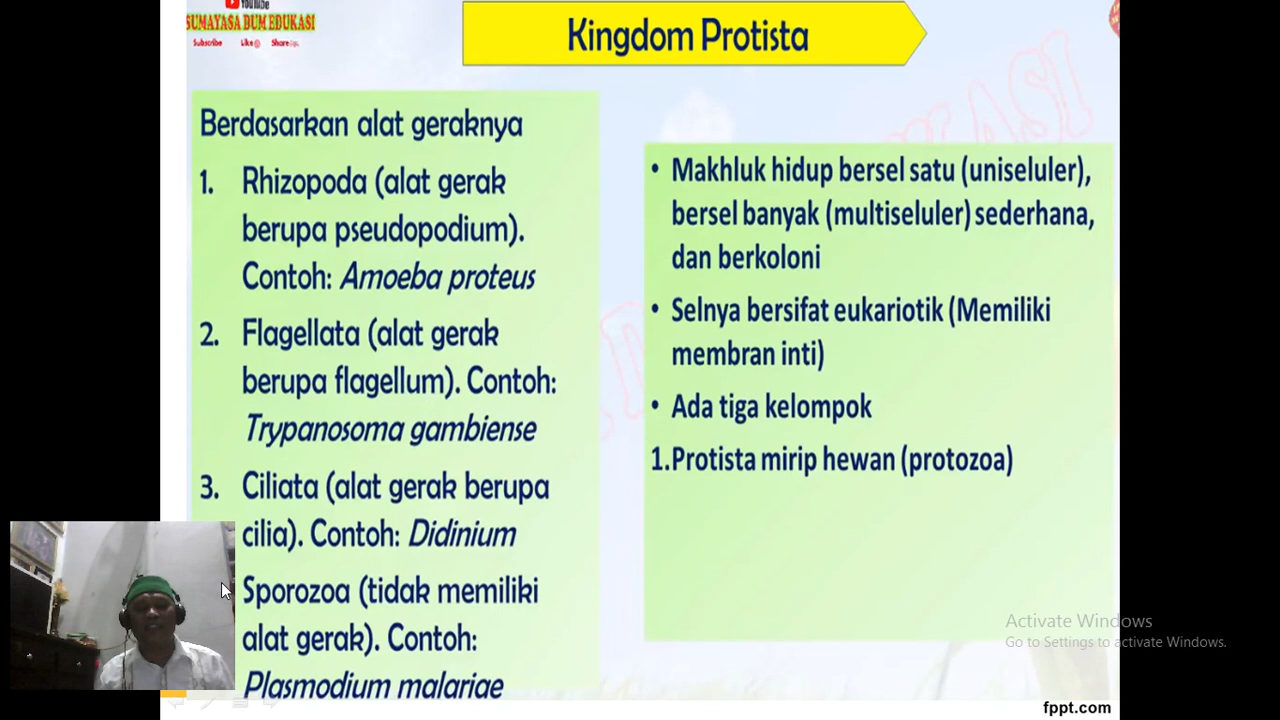 YouTube
SUMAYASA DUM EDUKASI
Subscribe Like Share
Kingdom Protista
Berdasarkan alat geraknya
1. Rhizopoda (alat gerak
berupa pseudopodium).
Contoh: Amoeba proteus
2. Flagellata (alat gerak
berupa flagellum). Contoh:
Trypanosoma gambiense
3. Ciliata (alat gerak berupa
cilia). Contoh: Didinium
Sporozoa (tidak memiliki
alat gerak). Contoh:
Plasmodium malariae
• Makhluk hidup bersel satu (uniseluler),
bersel banyak (multiseluler) sederhana,
dan berkoloni
• Selnya bersifat eukariotik (Memiliki
membran inti)
• Ada tiga kelompok
1.Protista mirip hewan (protozoa)
Activate Windows
Go to Settings to activate Windows.
fppt.com